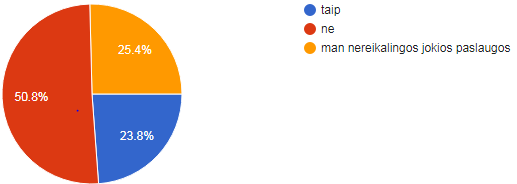 taip
ne
man nereikalingos jokios paslaugos
25.4%
50.8%
23.8%